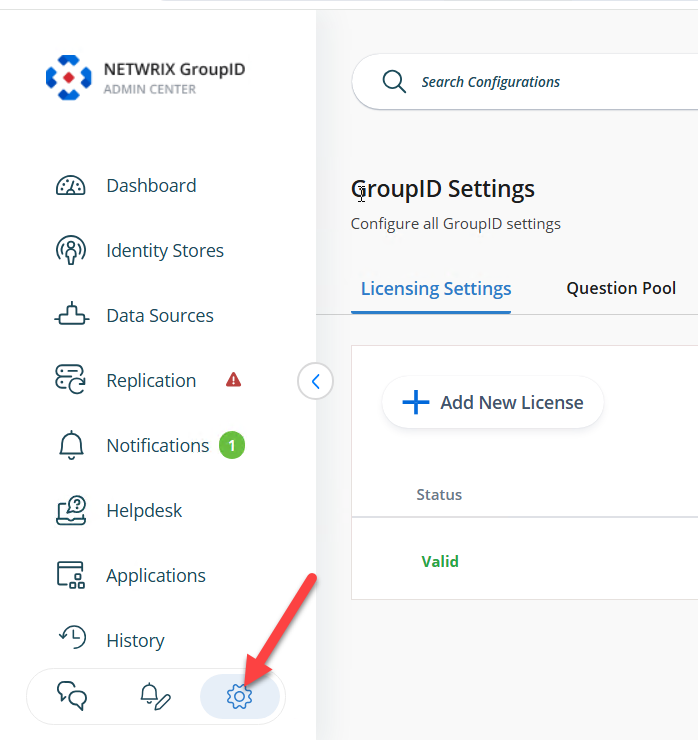 NETWRIX GroupID
ADMIN CENTER
Dashboard
Identity Stores
Data Sources
Replication
Notifications 1
Helpdesk
Applications
History
Search Configurations
GroupID Settings
Configure all GroupID settings
Licensing Settings Question Pool
Add New License
Status
Valid